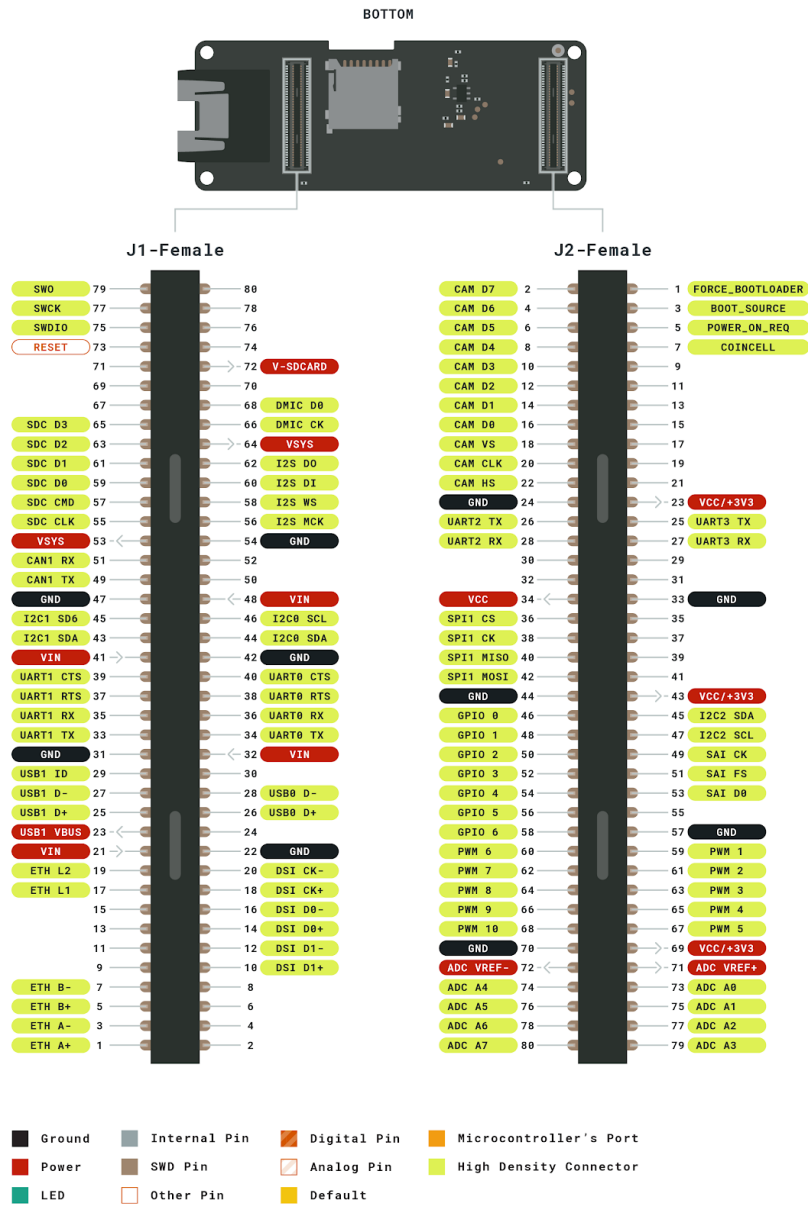 BOTTOM
J1-Female
SWO 79 80
SWCK 77 78
SWDIO 75 76
RESET 73 74
71 72 V-SDCARD
69 70
67 68 DMIC D0
SDC D3 65 66 DMIC CK
SDC D2 63 64 VSYS
SDC D1 61 62 I2S DO
SDC D0 59 60 I2S DI
SDC CMD 57 58 I2S WS
SDC CLK 55 56 I2S MCK
VSYS 53 54 GND
CAN1 RX 51 52
CAN1 TX 49 50
GND 47 48 VIN
I2C1 SD6 45 46 I2C0 SCL
I2C1 SDA 43 44 I2C0 SDA
VIN 41 42 GND
UART1 CTS 39 40 UART0 CTS
UART1 RTS 37 38 UART0 RTS
UART1 RX 35 36 UART0 RX
UART1 TX 33 34 UART0 TX
GND 31 32 VIN
USB1 ID 29 30
USB1 D- 27 28 USB0 D-
USB1 D+ 25 26 USB0 D+
USB1 VBUS 23 24
VIN 21 22 GND
ETH L2 19 20 DSI CK-
ETH L1 17 18 DSI CK+
15 16 DSI D0-
13 14 DSI D0+
11 12 DSI D1-
9 10 DSI D1+
ETH B- 7 8
ETH B+ 5 6
ETH A- 3 4
ETH A+ 1 2
J2-Female
CAM D7 2 1 FORCE_BOOTLOADER
CAM D6 4 3 BOOT_SOURCE
CAM D5 6 5 POWER_ON_REQ
CAM D4 8 7 COINCELL
CAM D3 10 9
CAM D2 12 11
CAM D1 14 13
CAM D0 16 15
CAM VS 18 17
CAM CLK 20 19
CAM HS 22 21
GND 24 23 VCC/+3V3
UART2 TX 26 25 UART3 TX
UART2 RX 28 27 UART3 RX
30 29
32 31
VCC 34 33 GND
SPI1 CS 36 35
SPI1 CK 38 37
SPI1 MISO 40 39
SPI1 MOSI 42 41
GND 44 43 VCC/+3V3
GPIO 0 46 45 I2C2 SDA
GPIO 1 48 47 I2C2 SCL
GPIO 2 50 49 SAI CK
GPIO 3 52 51 SAI FS
GPIO 4 54 53 SAI D0
GPIO 5 56 55
GPIO 6 58 57 GND
PWM 6 60 59 PWM 1
PWM 7 62 61 PWM 2
PWM 8 64 63 PWM 3
PWM 9 66 65 PWM 4
PWM 10 68 67 PWM 5
GND 70 69 VCC/+3V3
ADC VREF- 72 71 ADC VREF+
ADC A4 74 73 ADC A0
ADC A5 76 75 ADC A1
ADC A6 78 77 ADC A2
ADC A7 80 79 ADC A3
Ground Internal Pin Digital Pin Microcontroller's Port
Power SWD Pin Analog Pin High Density Connector
LED Other Pin Default